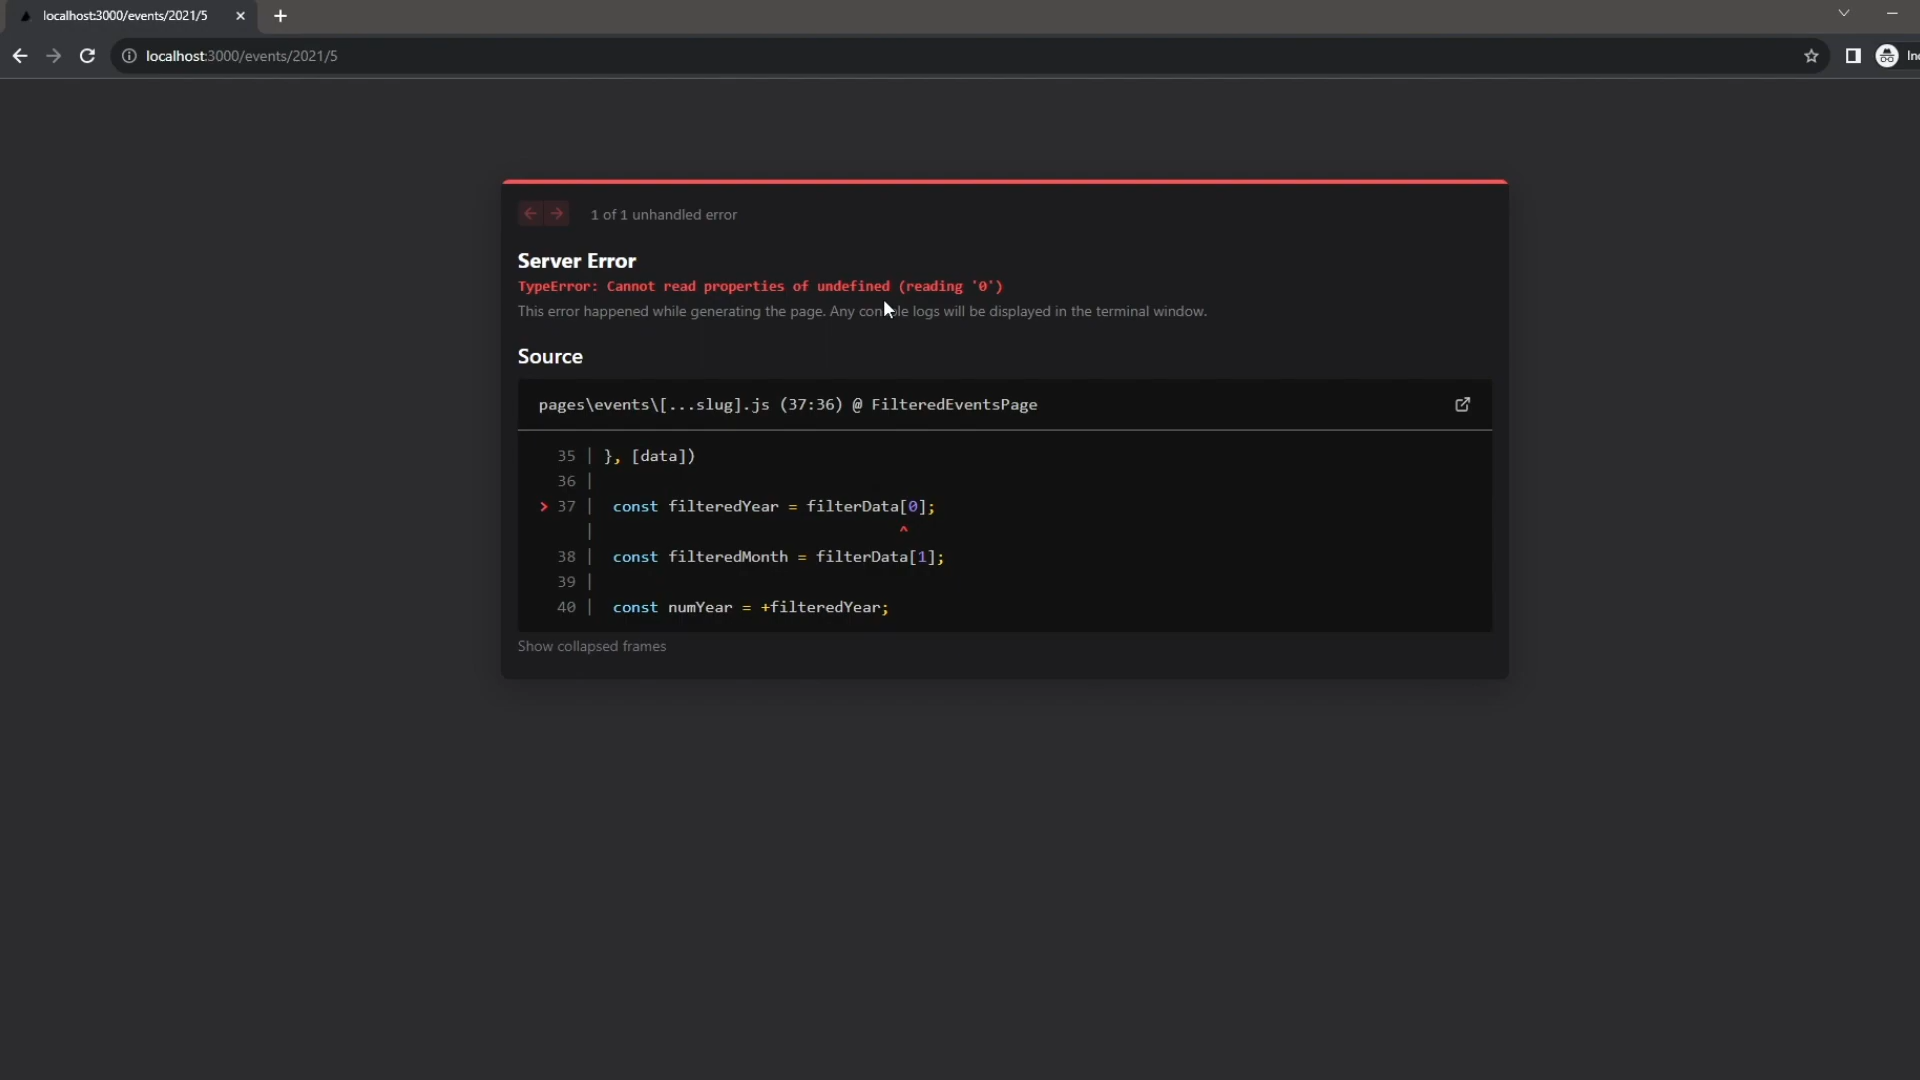 localhost:3000/events/2021/5
localhost:3000/events/2021/5
1 of 1 unhandled error
Server Error
TypeError: Cannot read properties of undefined (reading '0')
This error happened while generating the page. Any console logs will be displayed in the terminal window.
Source
pages\events\[...slug].js (37:36) @ FilteredEventsPage
35 | }, [data])
36 |
> 37 | const filteredYear = filterData[0];
| ^
38 | const filteredMonth = filterData[1];
39 |
40 | const numYear = +filteredYear;
Show collapsed frames